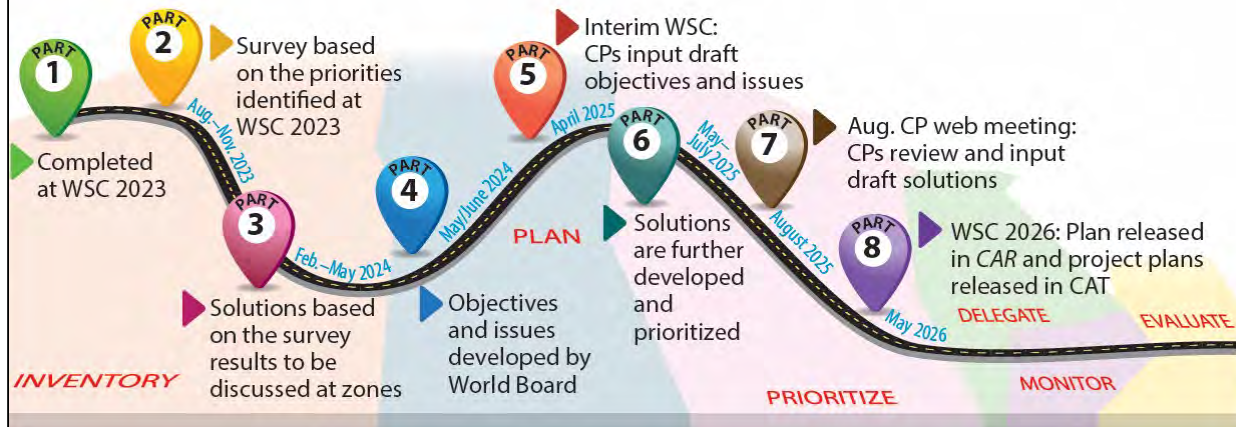 PART
1
Completed
at WSC 2023
PART
2
Survey based
on the priorities
identified at
WSC 2023
Aug.–Nov. 2023
PART
3
Solutions based
on the survey
results to be
discussed at zones
Feb.–May 2024
INVENTORY
PART
4
Objectives
and issues
developed by
World Board
May/June 2024
PLAN
PART
5
Interim WSC:
CPs input draft
objectives and issues
April 2025
PART
6
Solutions
are further
developed
and
prioritized
May–
July 2025
PART
7
Aug. CP web meeting:
CPs review and input
draft solutions
August 2025
PART
8
WSC 2026: Plan released
in CAR and project plans
released in CAT
May 2026
PRIORITIZE
DELEGATE
MONITOR
EVALUATE